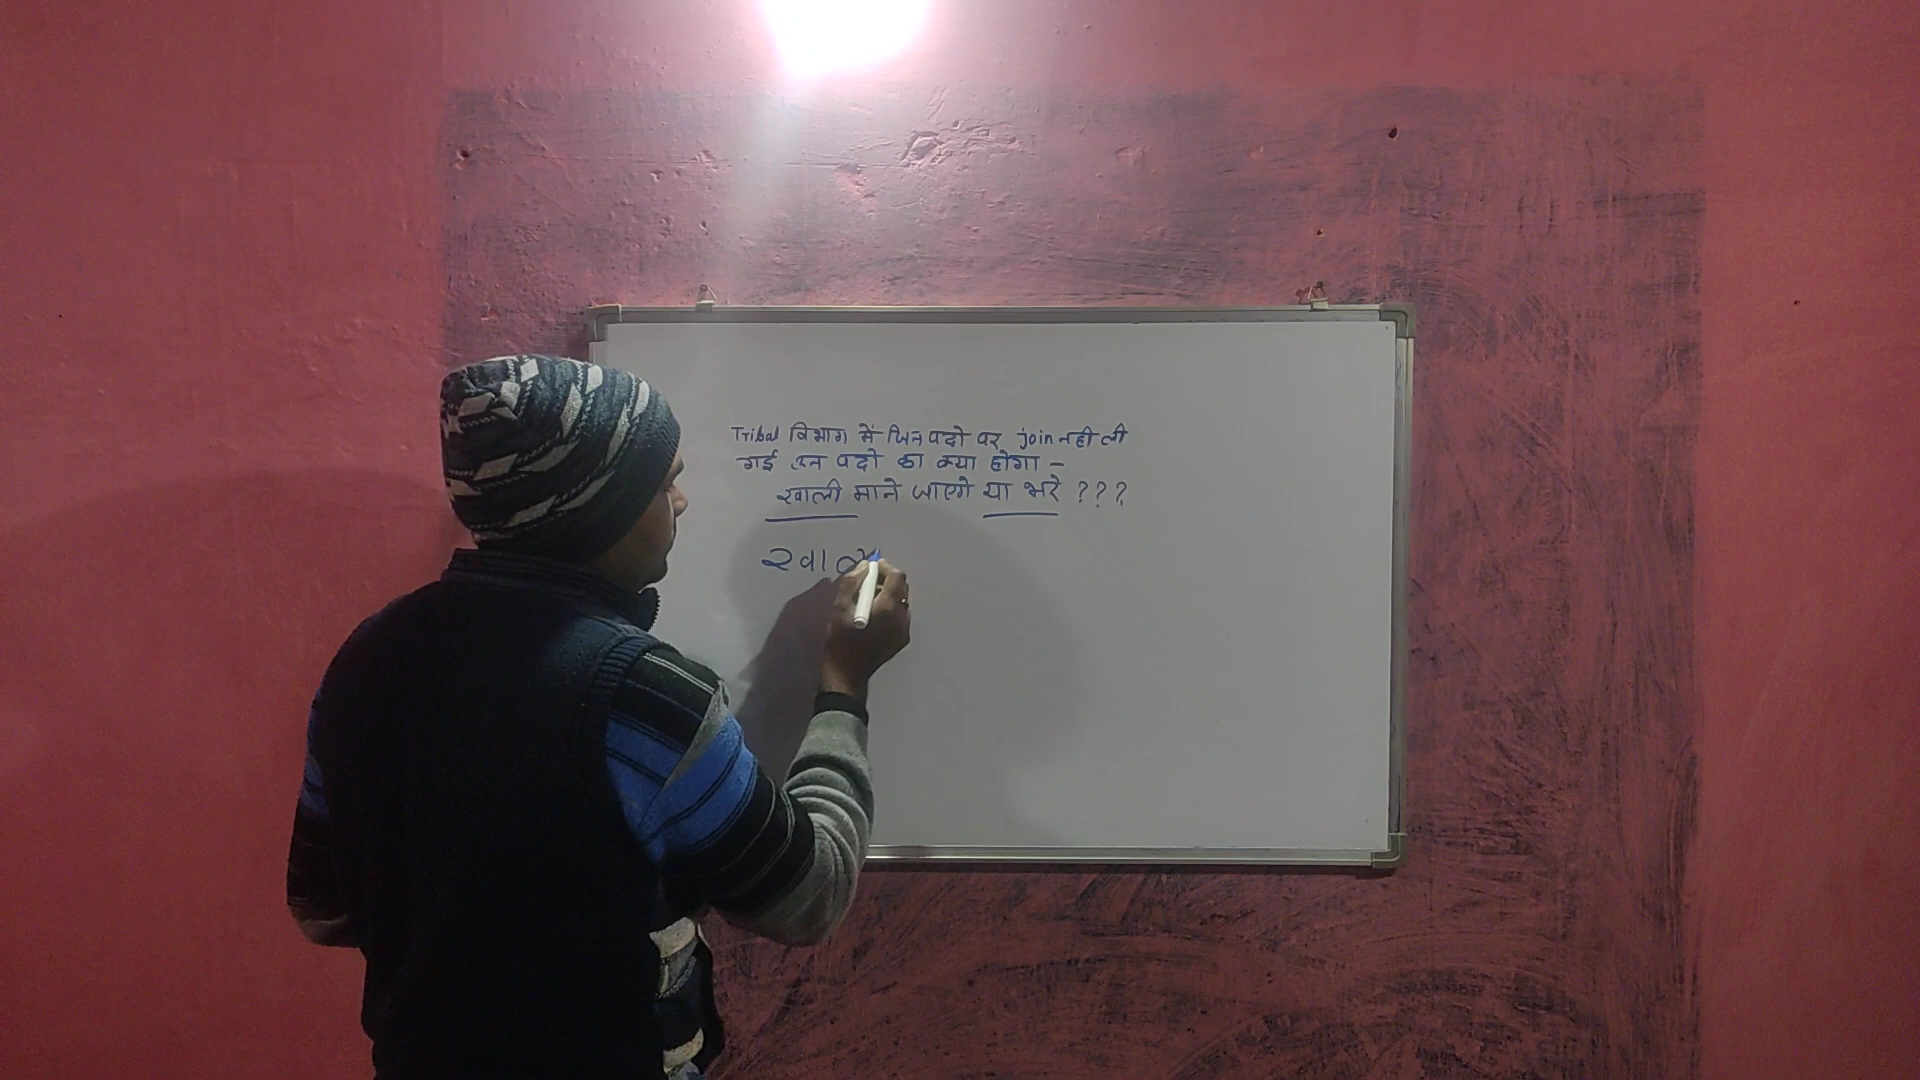 Tribal विभाग में जिन पदो पर join नही ली
गई उन पदो का क्या होगा -
खाली माने जाएगे या भरे ???
खाल